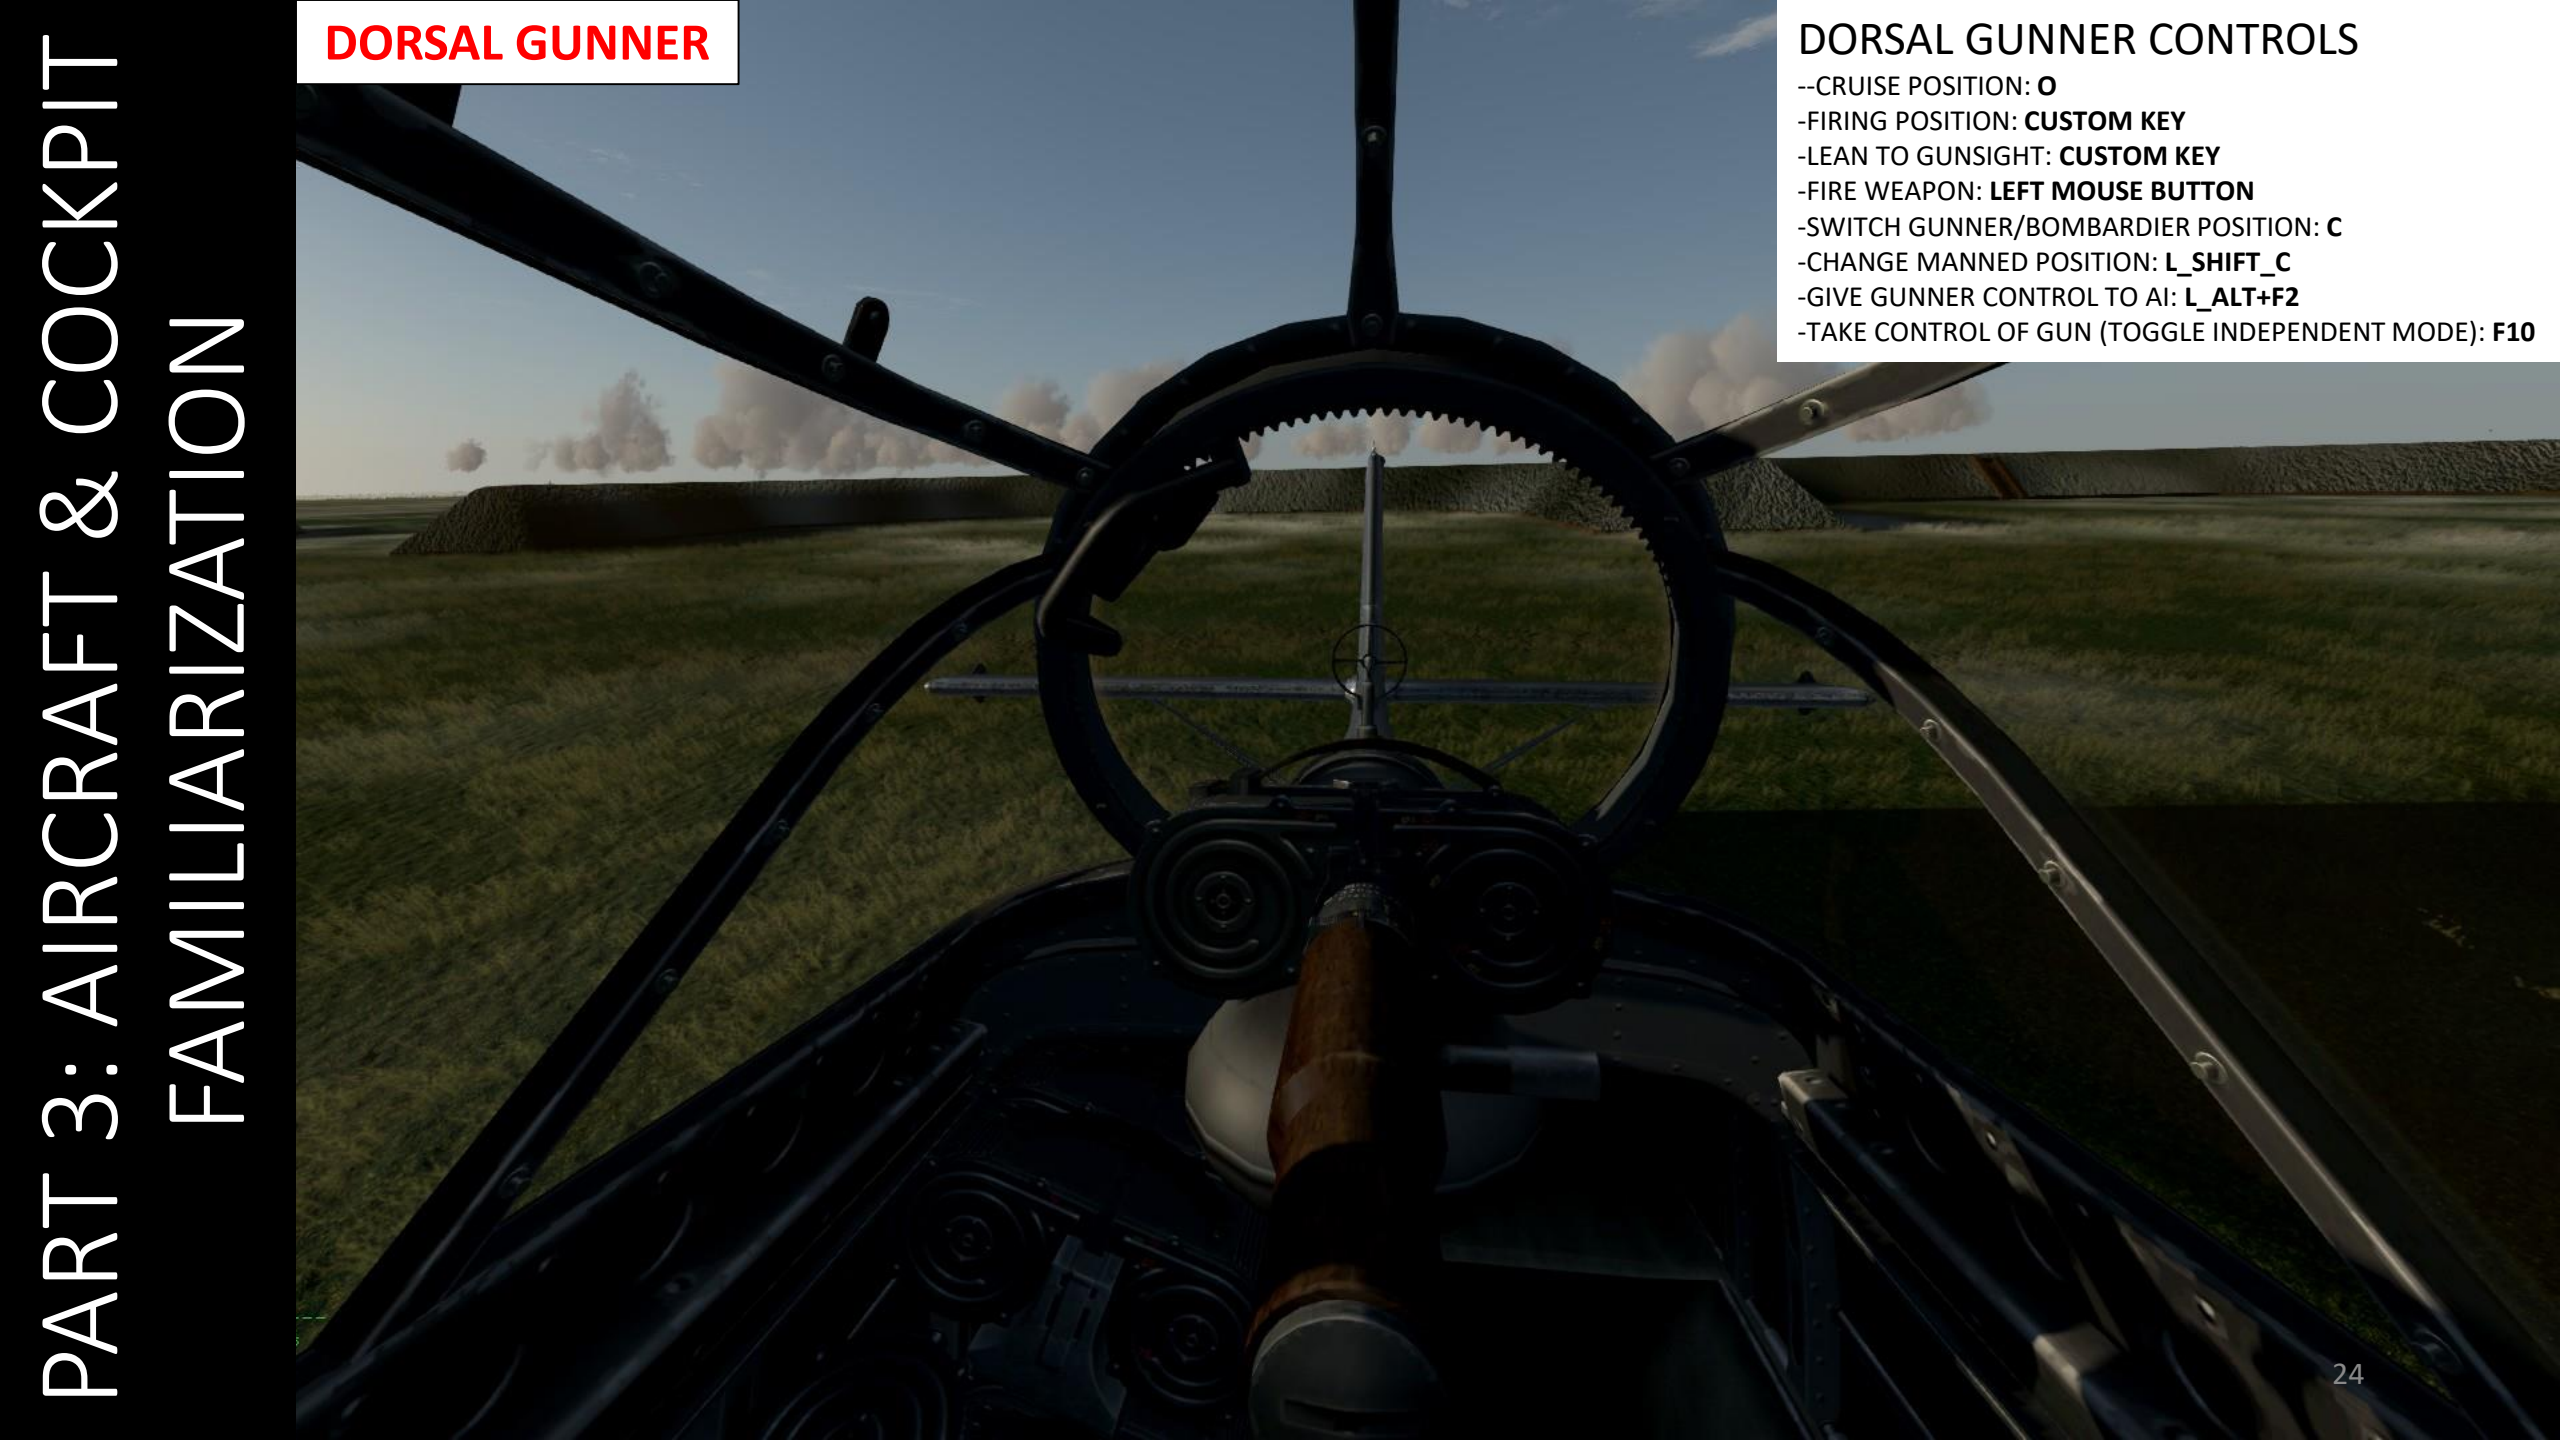 PART 3: AIRCRAFT & COCKPIT
FAMILIARIZATION
DORSAL GUNNER
DORSAL GUNNER CONTROLS
--CRUISE POSITION: O
-FIRING POSITION: CUSTOM KEY
-LEAN TO GUNSIGHT: CUSTOM KEY
-FIRE WEAPON: LEFT MOUSE BUTTON
-SWITCH GUNNER/BOMBARDIER POSITION: C
-CHANGE MANNED POSITION: L_SHIFT_C
-GIVE GUNNER CONTROL TO AI: L_ALT+F2
-TAKE CONTROL OF GUN (TOGGLE INDEPENDENT MODE): F10
24